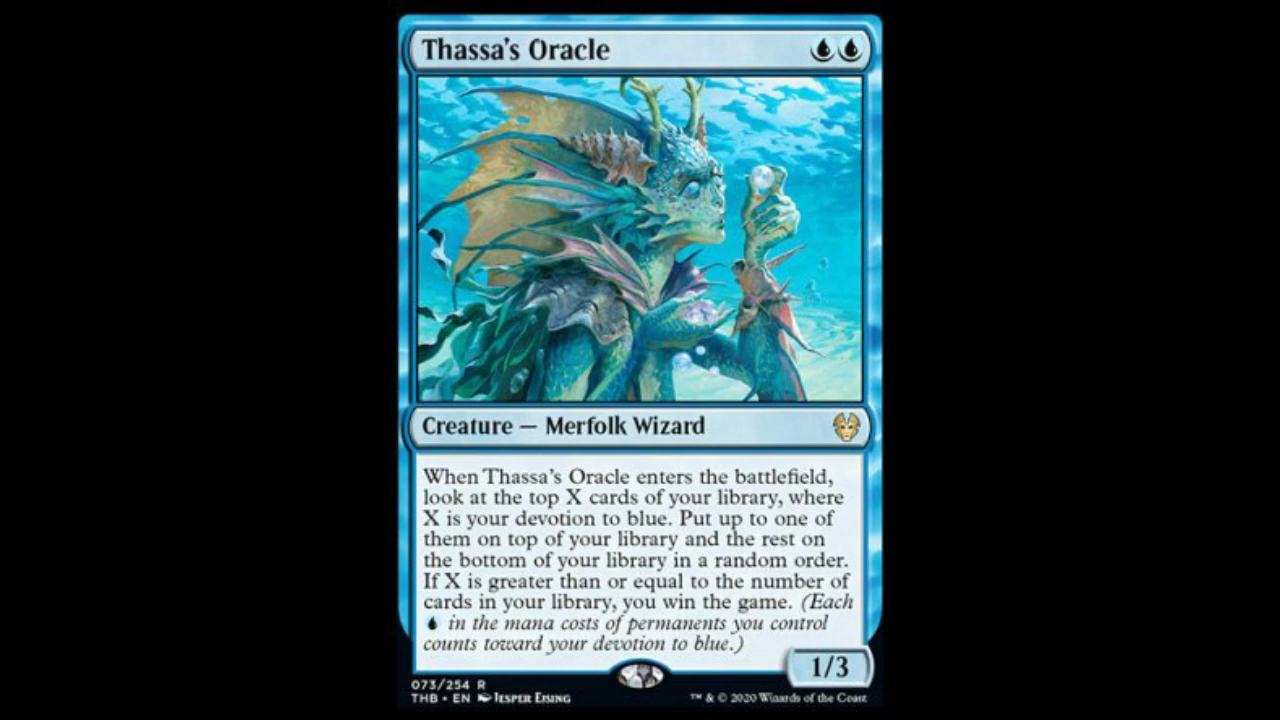 Thassa's Oracle
Creature — Merfolk Wizard
When Thassa's Oracle enters the battlefield,
look at the top X cards of your library, where
X is your devotion to blue. Put up to one of
them on top of your library and the rest on
the bottom of your library in a random order.
If X is greater than or equal to the number of
cards in your library, you win the game. (Each
in the mana costs of permanents you control
counts toward your devotion to blue.)
1/3
073/254 R
THB • EN Jesper Ejsing
™ & © 2020 Wizards of the Coast